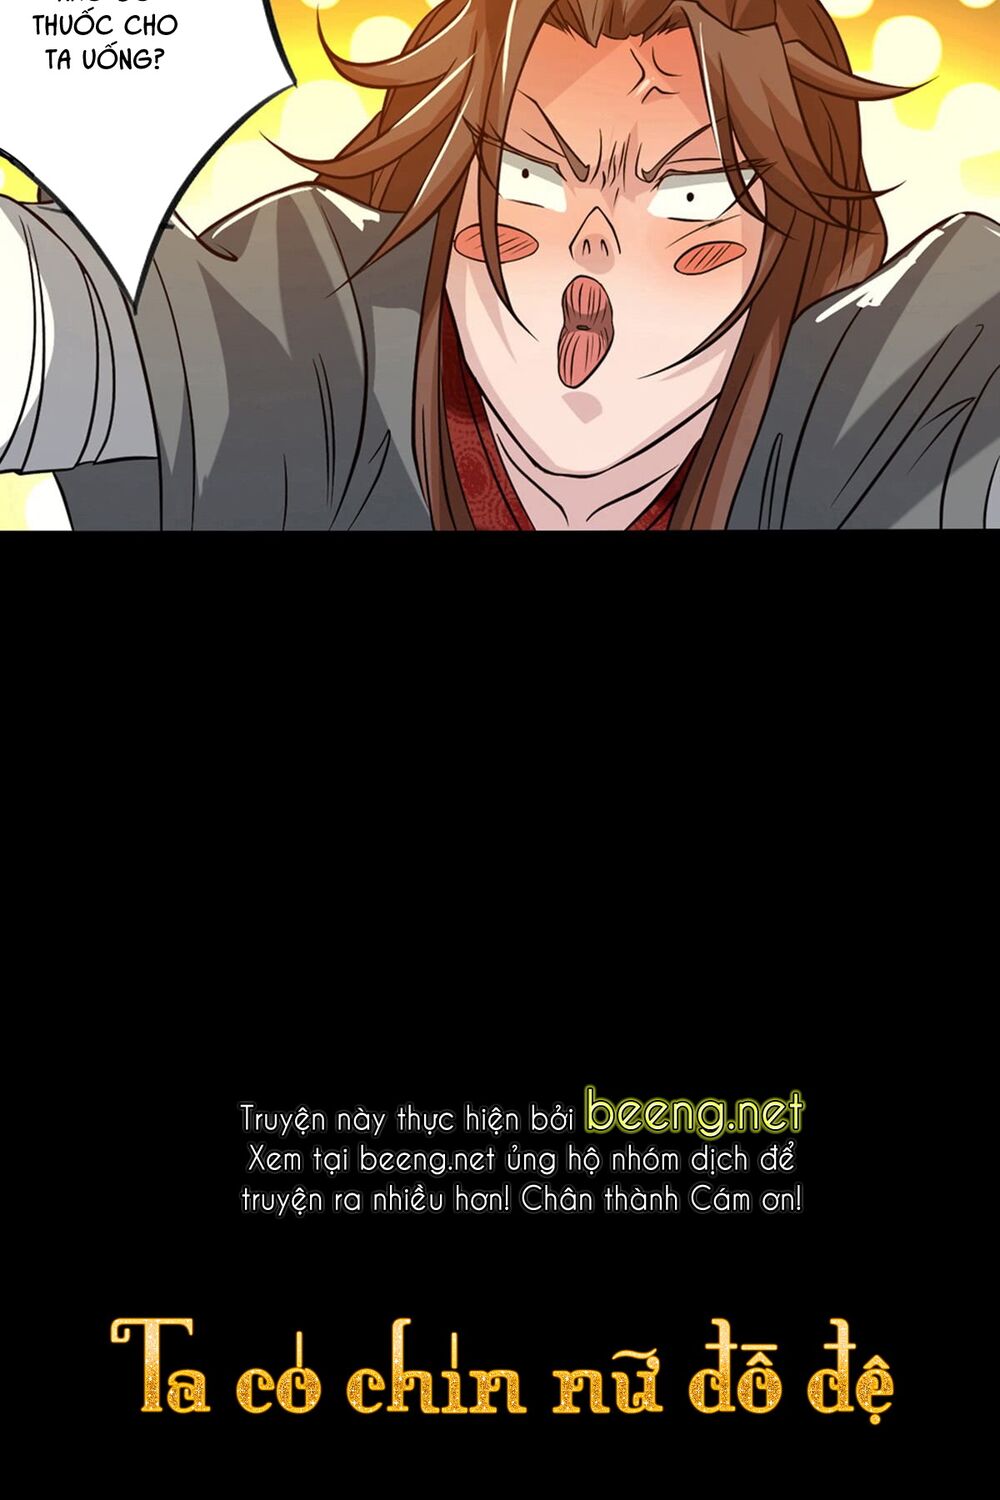 THUỐC CHO
TA UỐNG?
Truyện này thực hiện bởi beeng.net
Xem tại beeng.net ủng hộ nhóm dịch để
truyện ra nhiều hơn! Chân thành Cám ơn!
Ta có chín nữ đồ đệ